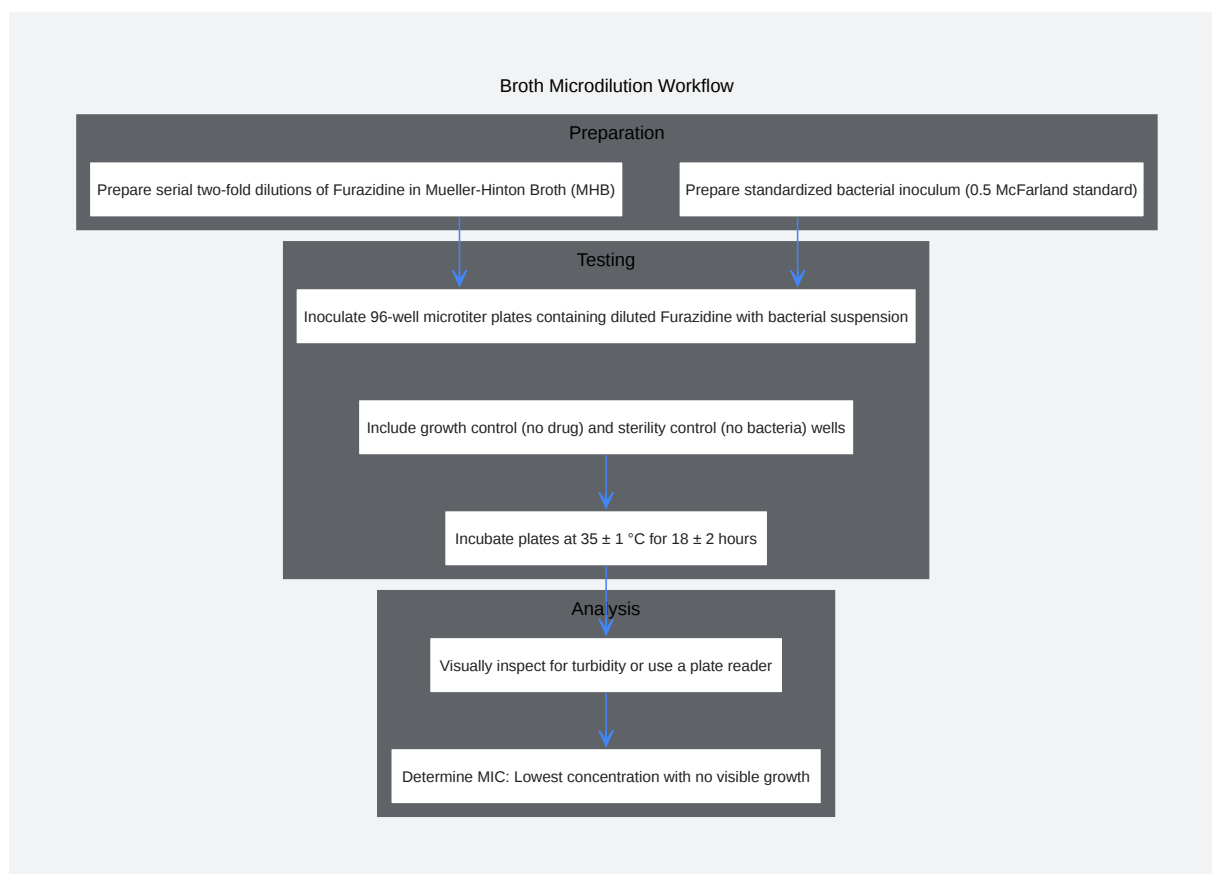 Broth Microdilution Workflow
Preparation
Prepare serial two-fold dilutions of Furazidine in Mueller-Hinton Broth (MHB)
Prepare standardized bacterial inoculum (0.5 McFarland standard)
Testing
Inoculate 96-well microtiter plates containing diluted Furazidine with bacterial suspension
Include growth control (no drug) and sterility control (no bacteria) wells
Incubate plates at 35 ± 1 °C for 18 ± 2 hours
Analysis
Visually inspect for turbidity or use a plate reader
Determine MIC: Lowest concentration with no visible growth